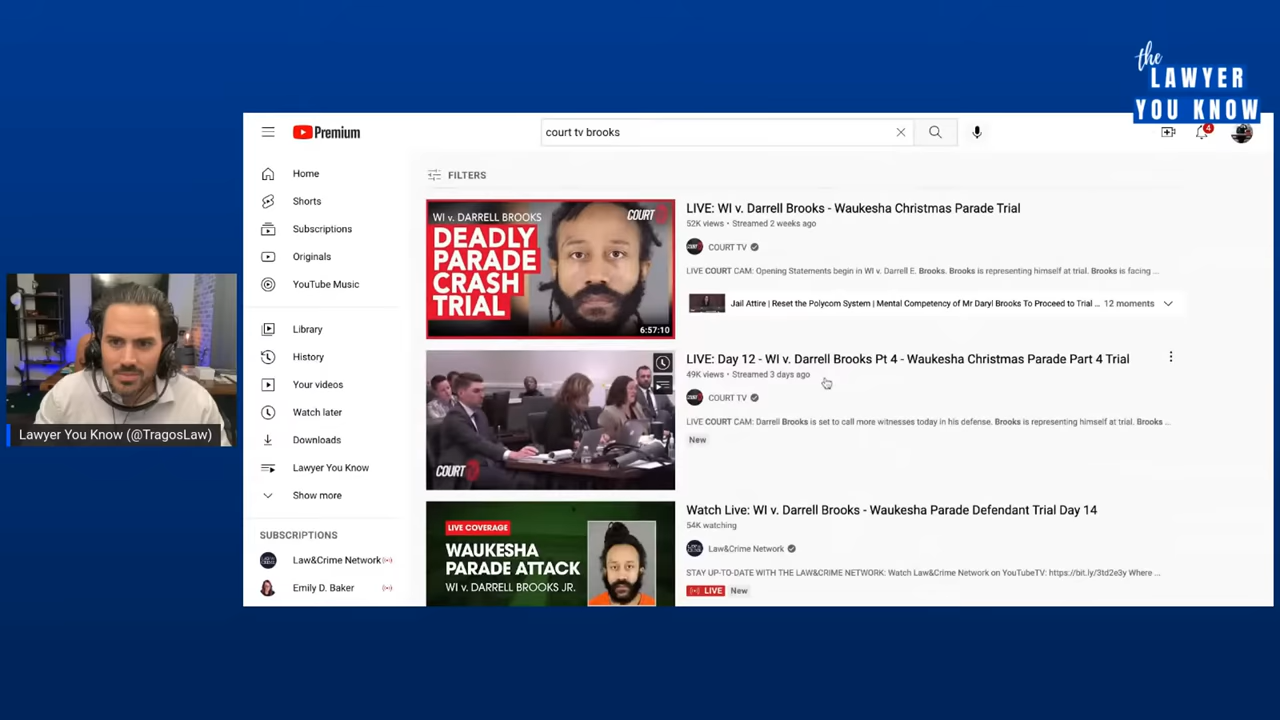 the
LAWYER
YOU KNOW
Premium
court tv brooks
4
Home
Shorts
Subscriptions
Originals
YouTube Music
Library
History
Your videos
Watch later
Downloads
Lawyer You Know
Show more
SUBSCRIPTIONS
Law&Crime Network
Emily D. Baker
FILTERS
WI v. DARRELL BROOKS
COURT
DEADLY
PARADE
CRASH
TRIAL
6:57:10
LIVE: WI v. Darrell Brooks - Waukesha Christmas Parade Trial
52K views • Streamed 2 weeks ago
COURT TV
LIVE COURT CAM: Opening Statements begin in WI v. Darrell E. Brooks. Brooks is representing himself at trial. Brooks is facing ...
Jail Attire | Reset the Polycom System | Mental Competency of Mr Daryl Brooks To Proceed to Trial ... 12 moments
COURT
LIVE: Day 12 - WI v. Darrell Brooks Pt 4 - Waukesha Christmas Parade Part 4 Trial
49K views • Streamed 3 days ago
COURT TV
LIVE COURT CAM: Darrell Brooks is set to call more witnesses today in his defense. Brooks is representing himself at trial. Brooks ...
New
LIVE COVERAGE
WAUKESHA
PARADE ATTACK
WI v. DARRELL BROOKS JR.
Watch Live: WI v. Darrell Brooks - Waukesha Parade Defendant Trial Day 14
54K watching
Law&Crime Network
STAY UP-TO-DATE WITH THE LAW&CRIME NETWORK: Watch Law&Crime Network on YouTubeTV: https://bit.ly/3td2e3y Where ...
LIVE New
Lawyer You Know (@TragosLaw)